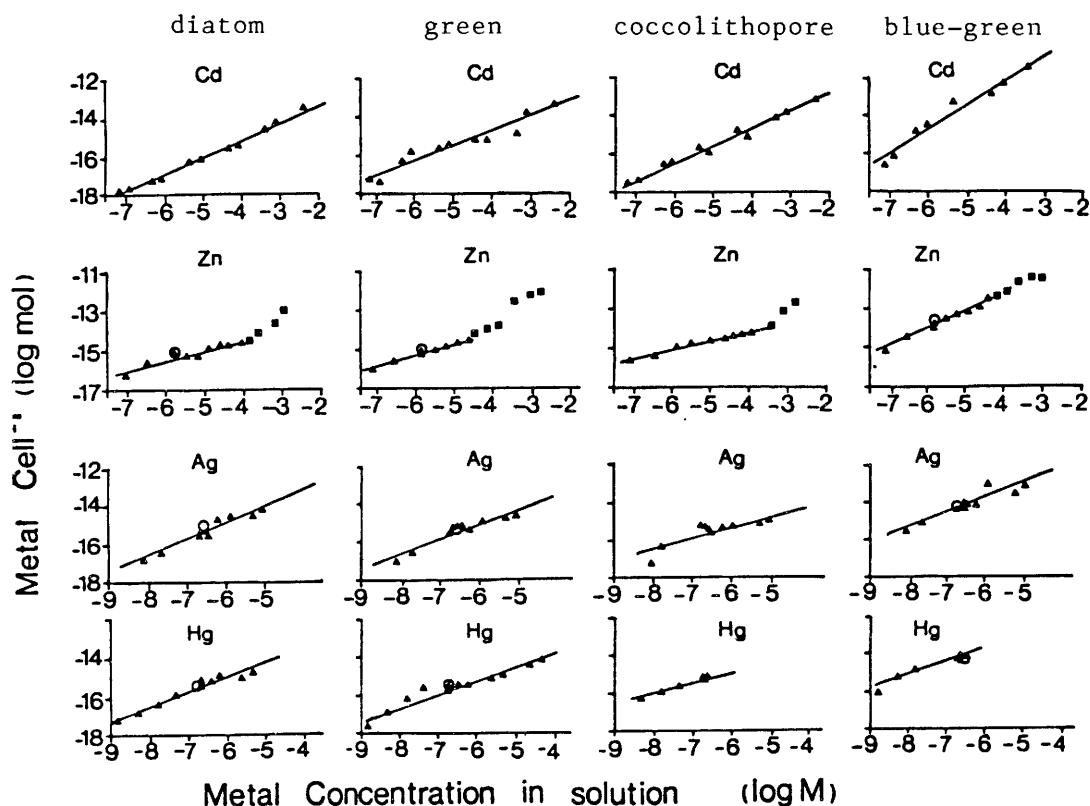 diatom green coccolithopore blue-green
Cd Cd Cd Cd
-12
-14
-16
-18
-7 -6 -5 -4 -3 -2 -7 -6 -5 -4 -3 -2 -7 -6 -5 -4 -3 -2 -7 -6 -5 -4 -3 -2
Zn Zn Zn Zn
-11
-13
-15
-17
-7 -6 -5 -4 -3 -2 -7 -6 -5 -4 -3 -2 -7 -6 -5 -4 -3 -2 -7 -6 -5 -4 -3 -2
Ag Ag Ag Ag
-12
-14
-16
-18
-9 -8 -7 -6 -5 -9 -8 -7 -6 -5 -9 -8 -7 -6 -5 -9 -8 -7 -6 -5 -4
Hg Hg Hg Hg
-14
-16
-18
-9 -8 -7 -6 -5 -4 -9 -8 -7 -6 -5 -4 -9 -8 -7 -6 -5 -4 -9 -8 -7 -6 -5 -4
Metal Cell⁻¹ (log mol)
Metal Concentration in solution (log M)